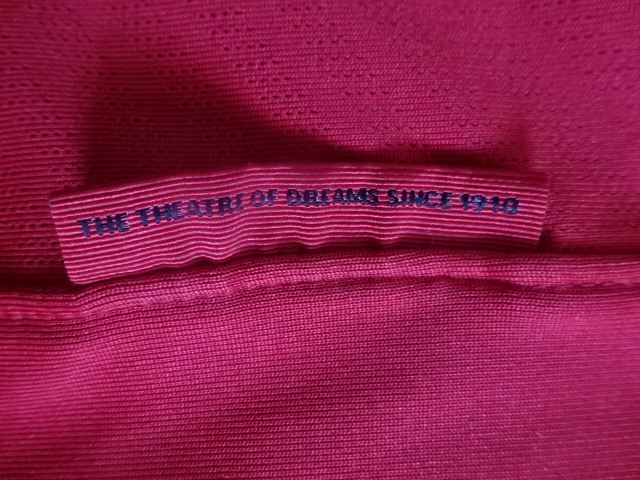 THE THEATRE OF DREAMS SINCE 1910